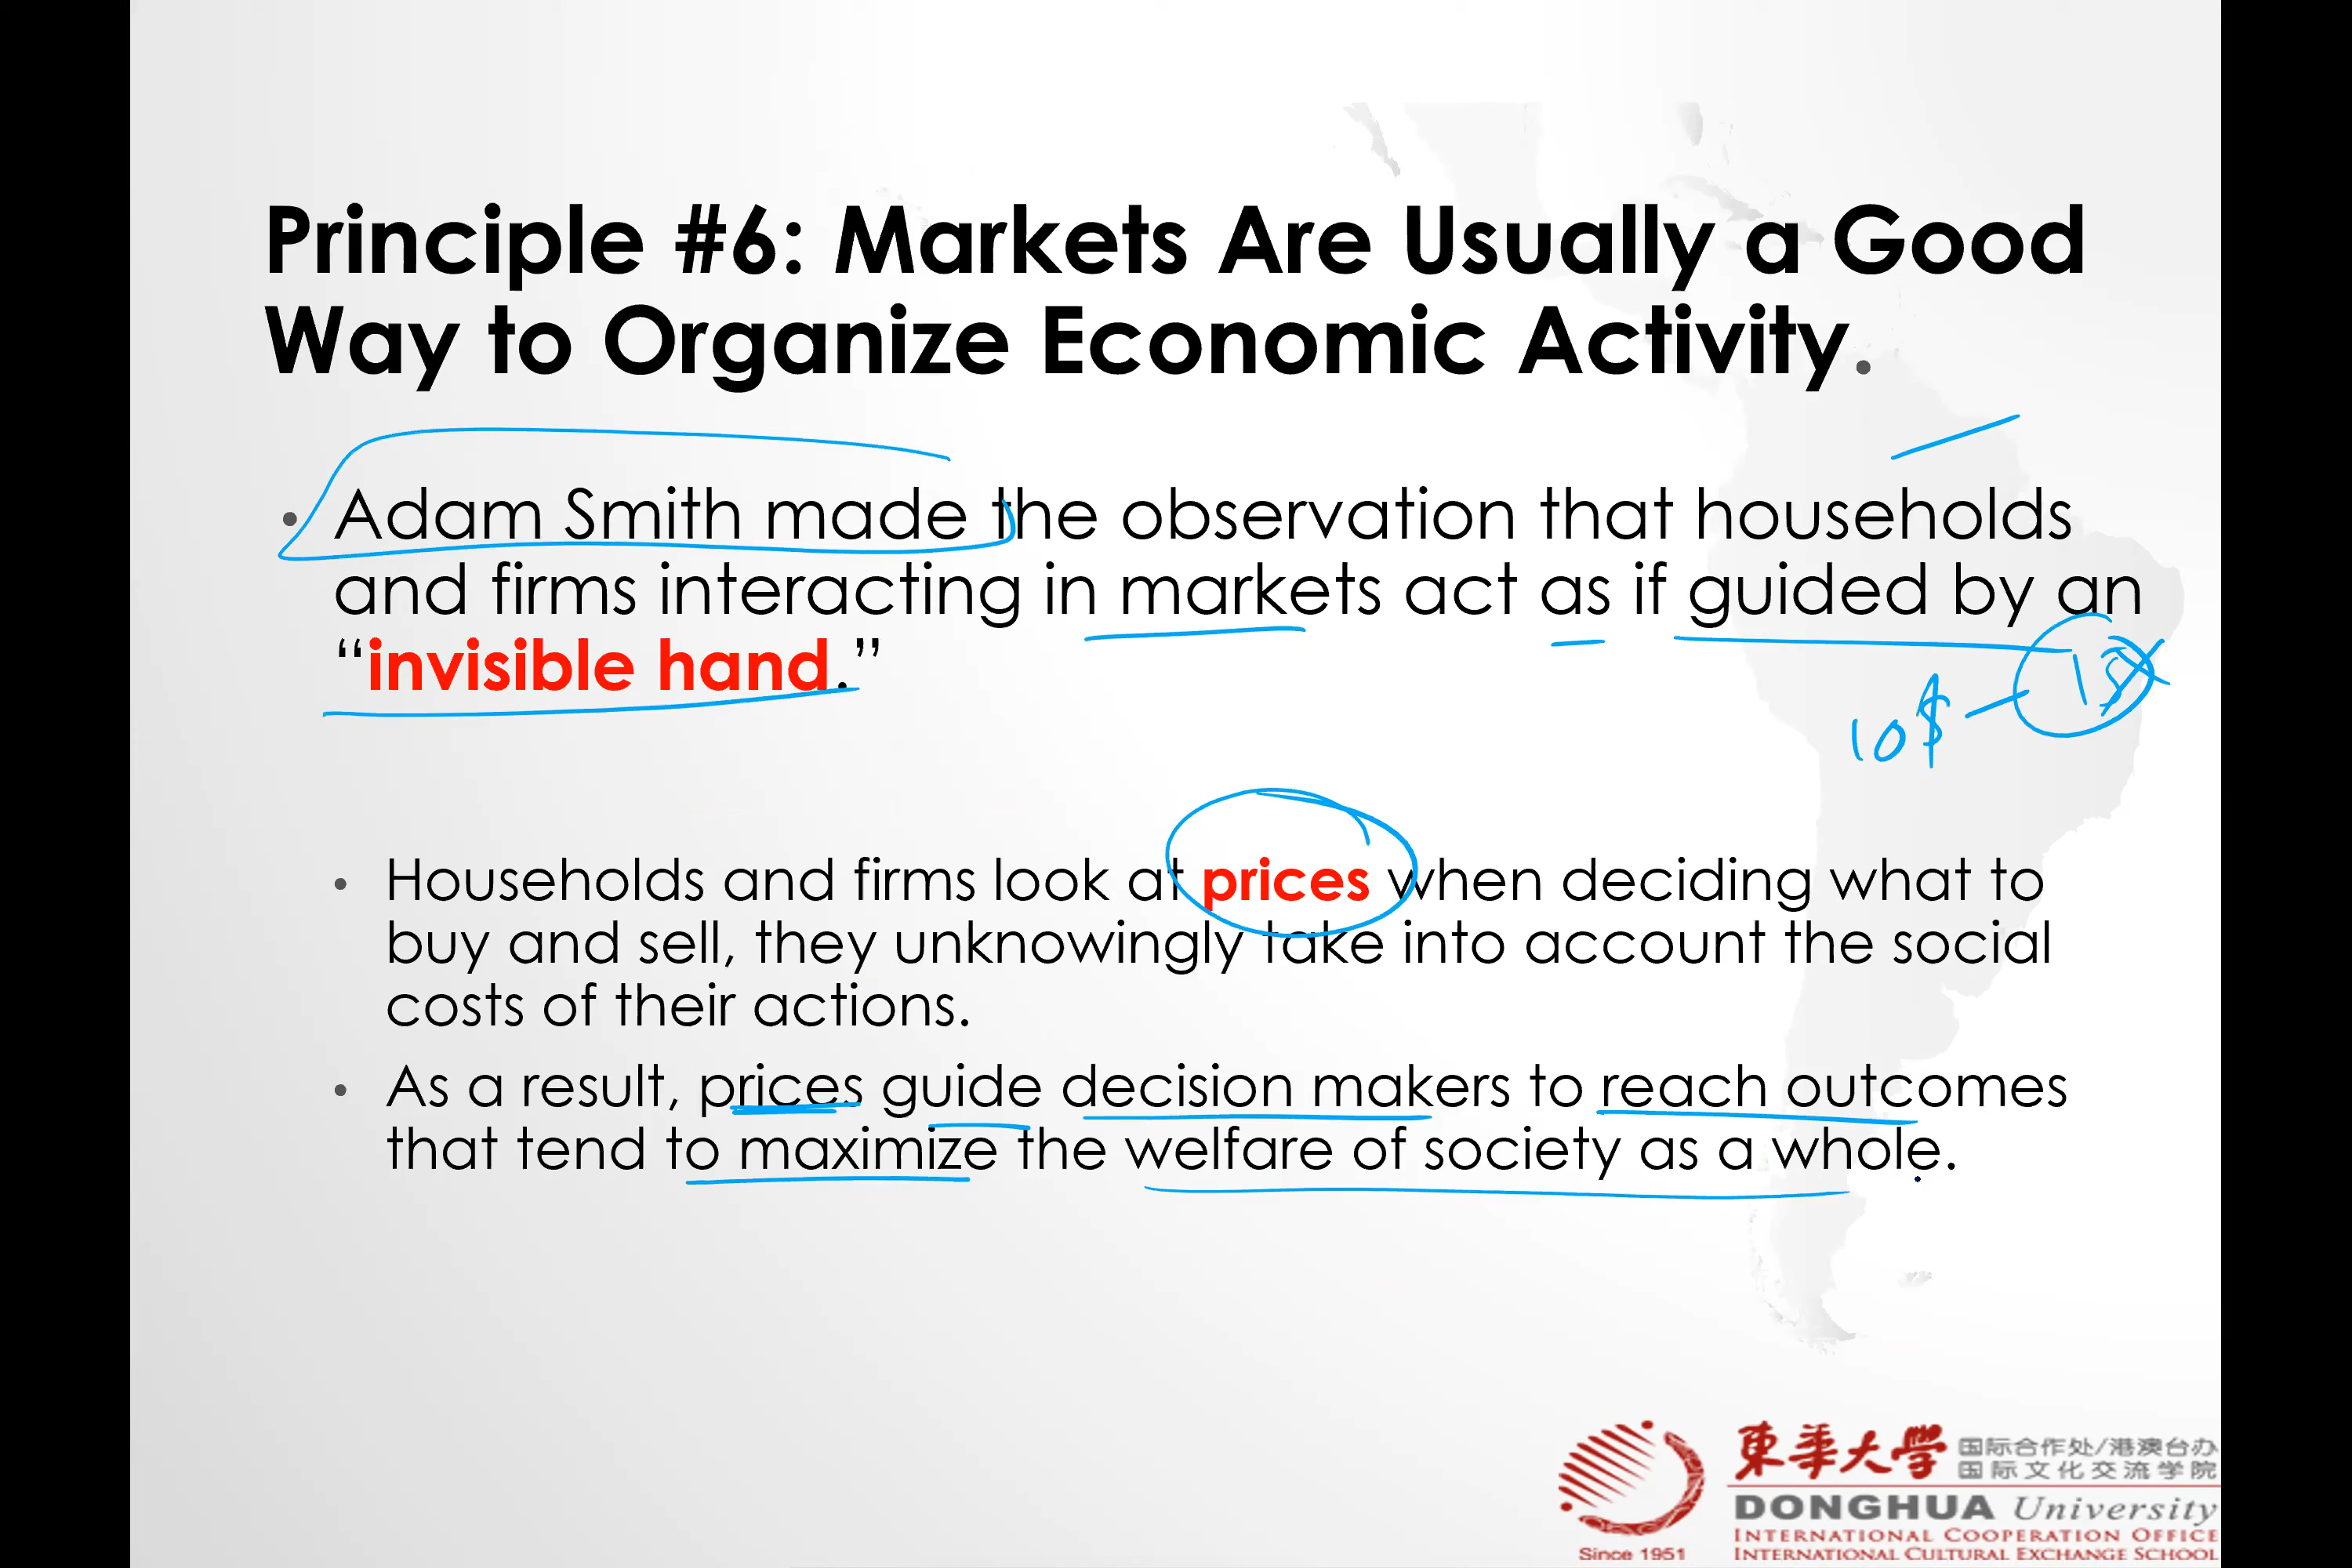 Principle #6: Markets Are Usually a Good
Way to Organize Economic Activity.
• Adam Smith made the observation that households
and firms interacting in markets act as if guided by an
“invisible hand.”
10$
• Households and firms look at prices when deciding what to
buy and sell, they unknowingly take into account the social
costs of their actions.
• As a result, prices guide decision makers to reach outcomes
that tend to maximize the welfare of society as a whole.
東華大學
国际合作处/港澳台办
国际文化交流学院
DONGHUA University
INTERNATIONAL COOPERATION OFFICE
INTERNATIONAL CULTURAL EXCHANGE SCHOOL
Since 1951